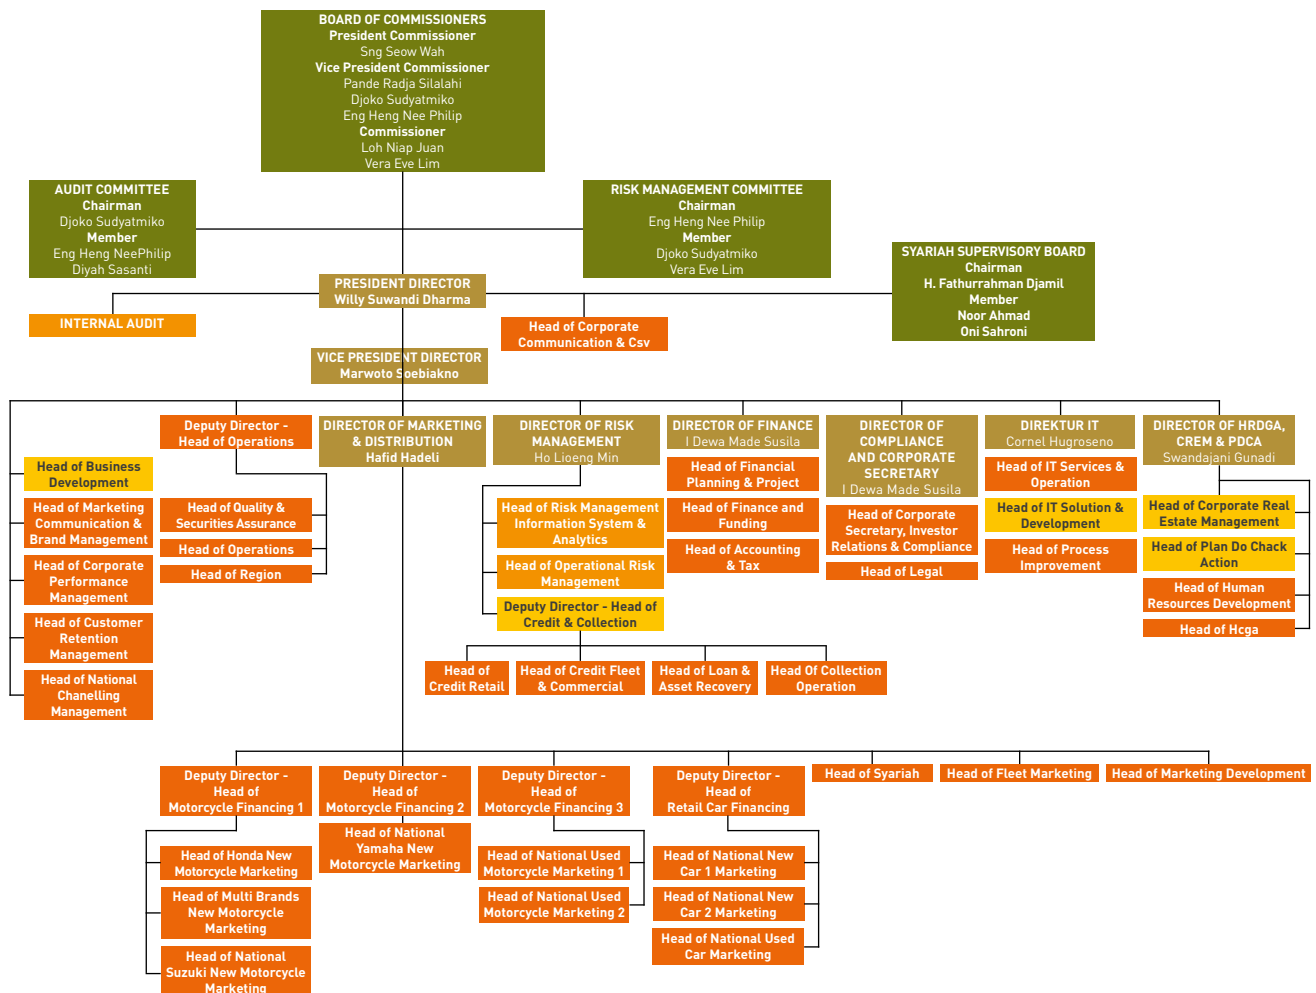 BOARD OF COMMISSIONERS
President Commissioner
Sng Seow Wah
Vice President Commissioner
Pande Radja Silalahi
Djoko Sudyatmiko
Eng Heng Nee Philip
Commissioner
Loh Niap Juan
Vera Eve Lim
AUDIT COMMITTEE
Chairman
Djoko Sudyatmiko
Member
Eng Heng NeePhilip
Diyah Sasanti
RISK MANAGEMENT COMMITTEE
Chairman
Eng Heng Nee Philip
Member
Djoko Sudyatmiko
Vera Eve Lim
SYARIAH SUPERVISORY BOARD
Chairman
H. Fathurrahman Djamil
Member
Noor Ahmad
Oni Sahroni
PRESIDENT DIRECTOR
Willy Suwandi Dharma
INTERNAL AUDIT
Head of Corporate
Communication & Csv
VICE PRESIDENT DIRECTOR
Marwoto Soebiakno
Deputy Director -
Head of Operations
DIRECTOR OF MARKETING
& DISTRIBUTION
Hafid Hadeli
DIRECTOR OF RISK
MANAGEMENT
Ho Lioeng Min
DIRECTOR OF FINANCE
I Dewa Made Susila
DIRECTOR OF
COMPLIANCE
AND CORPORATE
SECRETARY
I Dewa Made Susila
DIREKTUR IT
Cornel Hugroseno
DIRECTOR OF HRDGA,
CREM & PDCA
Swandajani Gunadi
Head of Business
Development
Head of Marketing
Communication &
Brand Management
Head of Corporate
Performance
Management
Head of Customer
Retention
Management
Head of National
Chanelling
Management
Head of Quality &
Securities Assurance
Head of Operations
Head of Region
Head of Risk Management
Information System &
Analytics
Head of Operational Risk
Management
Deputy Director - Head of
Credit & Collection
Head of Financial
Planning & Project
Head of Finance and
Funding
Head of Accounting
& Tax
Head of Corporate
Secretary, Investor
Relations & Compliance
Head of Legal
Head of IT Services &
Operation
Head of IT Solution &
Development
Head of Process
Improvement
Head of Corporate Real
Estate Management
Head of Plan Do Chack
Action
Head of Human
Resources Development
Head of Hcga
Head of
Credit Retail
Head of Credit Fleet
& Commercial
Head of Loan &
Asset Recovery
Head Of Collection
Operation
Deputy Director -
Head of
Motorcycle Financing 1
Deputy Director -
Head of
Motorcycle Financing 2
Deputy Director -
Head of
Motorcycle Financing 3
Deputy Director -
Head of
Retail Car Financing
Head of Syariah
Head of Fleet Marketing
Head of Marketing Development
Head of Honda New
Motorcycle Marketing
Head of Multi Brands
New Motorcycle
Marketing
Head of National
Suzuki New Motorcycle
Marketing
Head of National
Yamaha New
Motorcycle Marketing
Head of National Used
Motorcycle Marketing 1
Head of National Used
Motorcycle Marketing 2
Head of National New
Car 1 Marketing
Head of National New
Car 2 Marketing
Head of National Used
Car Marketing